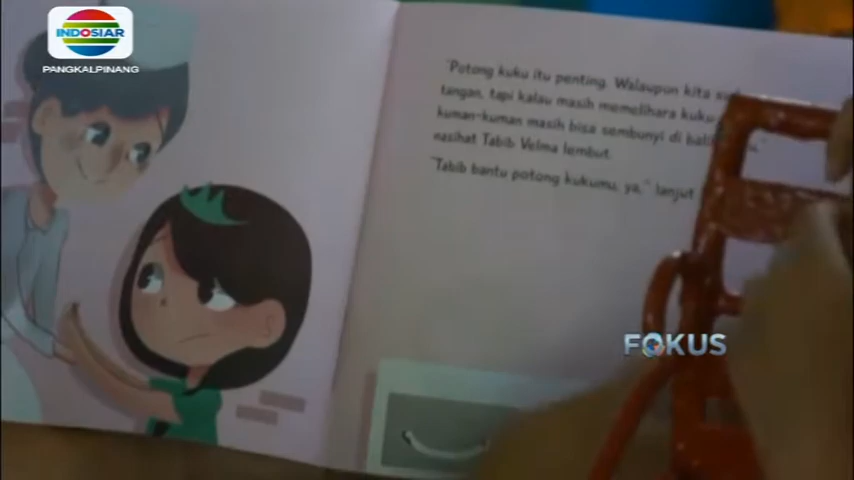 INDOSIAR
PANGKALPINANG
"Potong kuku itu penting. Walaupun kita
tangan, tapi kalau masih memelihara kuku
kuman-kuman masih bisa sembunyi di
nasihat Tabib Velma lembut.
"Tabib bantu potong kukumu, ya," lanjut
FOKUS